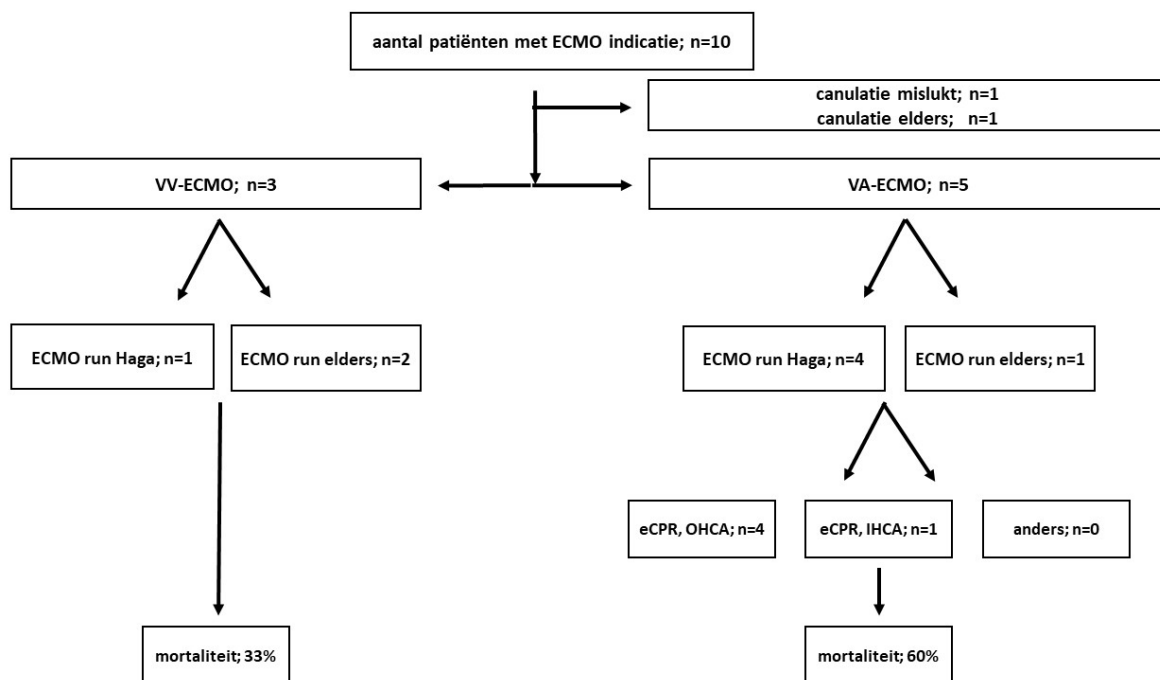 aantal patiënten met ECMO indicatie; n=10
canulatie mislukt; n=1
canulatie elders; n=1
VV-ECMO; n=3
VA-ECMO; n=5
ECMO run Haga; n=1
ECMO run elders; n=2
ECMO run Haga; n=4
ECMO run elders; n=1
eCPR, OHCA; n=4
eCPR, IHCA; n=1
anders; n=0
mortaliteit; 33%
mortaliteit; 60%